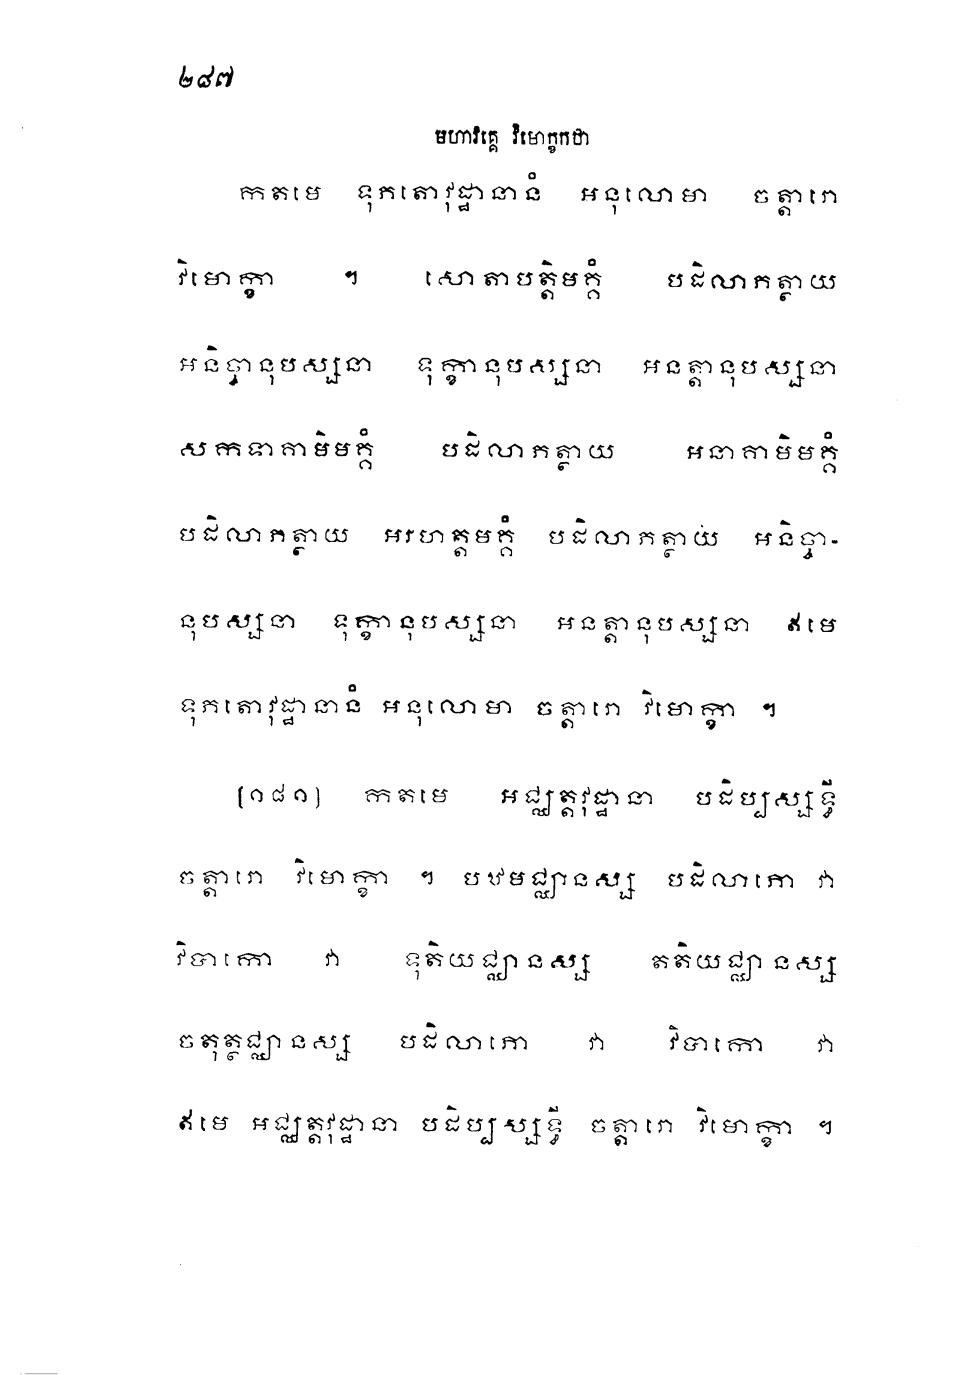 ២៨៧
មហាវគ្គេ វិមោក្ខកថា
កតមេ ទុភតោវុដ្ឋានានំ អនុលោមា ចត្តារោ
វិមោក្ខា ។ សោតាបត្តិមគ្គំ បដិលាភត្ថាយ
អនិច្ចានុបស្សនា ទុក្ខានុបស្សនា អនត្តានុបស្សនា
សកទាគាមិមគ្គំ បដិលាភត្ថាយ អនាគាមិមគ្គំ
បដិលាភត្ថាយ អរហត្តមគ្គំ បដិលាភត្ថាយ អនិច្ចា-
នុបស្សនា ទុក្ខានុបស្សនា អនត្តានុបស្សនា ឥមេ
ទុភតោវុដ្ឋានានំ អនុលោមា ចត្តារោ វិមោក្ខា ។
[១៨១] កតមេ អជ្ឈត្តវុដ្ឋានា បដិប្បស្សទ្ធី
ចត្តារោ វិមោក្ខា ។ បឋមជ្ឈានស្ស បដិលាភោ វា
វិបាកោ វា ទុតិយជ្ឈានស្ស តតិយជ្ឈានស្ស
ចតុត្ថជ្ឈានស្ស បដិលាភោ វា វិបាកោ វា
ឥមេ អជ្ឈត្តវុដ្ឋានា បដិប្បស្សទ្ធី ចត្តារោ វិមោក្ខា ។